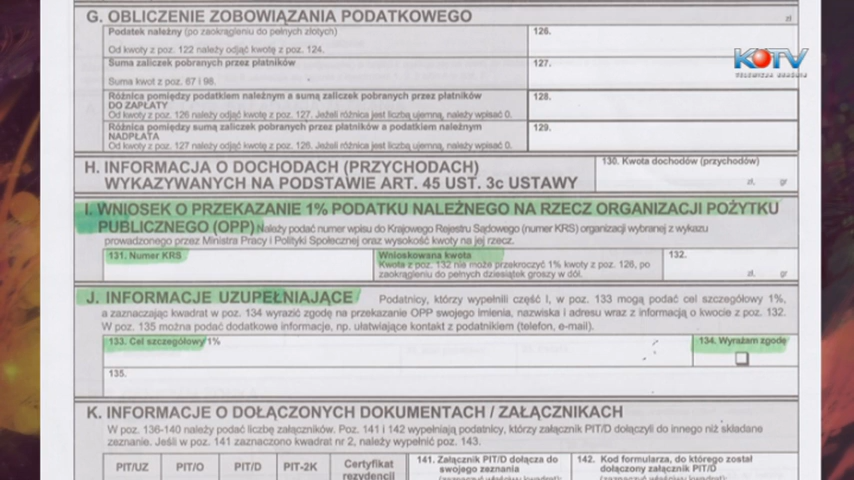 G. OBLICZENIE ZOBOWIĄZANIA PODATKOWEGO
zł
Podatek należny (po zaokrągleniu do pełnych złotych)
126.
Od kwoty z poz. 122 należy odjąć kwotę z poz. 124.
KOTV
Suma zaliczek pobranych przez płatników
127.
Suma kwot z poz. 67 i 98.
Różnica pomiędzy podatkiem należnym a sumą zaliczek pobranych przez płatników
128.
DO ZAPŁATY
Od kwoty z poz. 126 należy odjąć kwotę z poz. 127. Jeżeli różnica jest liczbą ujemną, należy wpisać 0.
Różnica pomiędzy sumą zaliczek pobranych przez płatników a podatkiem należnym
129.
NADPŁATA
Od kwoty z poz. 127 należy odjąć kwotę z poz. 126. Jeżeli różnica jest liczbą ujemną, należy wpisać 0.
H. INFORMACJA O DOCHODACH (PRZYCHODACH)
WYKAZYWANYCH NA PODSTAWIE ART. 45 UST. 3c USTAWY
130. Kwota dochodów (przychodów)
zł, gr
I. WNIOSEK O PRZEKAZANIE 1% PODATKU NALEŻNEGO NA RZECZ ORGANIZACJI POŻYTKU
PUBLICZNEGO (OPP) Należy podać numer wpisu do Krajowego Rejestru Sądowego (numer KRS) organizacji wybranej z wykazu
prowadzonego przez Ministra Pracy i Polityki Społecznej oraz wysokość kwoty na jej rzecz.
131. Numer KRS
Wnioskowana kwota
Kwota z poz. 132 nie może przekroczyć 1% kwoty z poz. 126, po
zaokrągleniu do pełnych dziesiątek groszy w dół.
132.
zł, gr
J. INFORMACJE UZUPEŁNIAJĄCE Podatnicy, którzy wypełnili część I, w poz. 133 mogą podać cel szczegółowy 1%,
a zaznaczając kwadrat w poz. 134 wyrazić zgodę na przekazanie OPP swojego imienia, nazwiska i adresu wraz z informacją o kwocie z poz. 132.
W poz. 135 można podać dodatkowe informacje, np. ułatwiające kontakt z podatnikiem (telefon, e-mail).
133. Cel szczegółowy 1%
134. Wyrażam zgodę
135.
K. INFORMACJE O DOŁĄCZONYCH DOKUMENTACH / ZAŁĄCZNIKACH
W poz. 136-140 należy podać liczbę załączników. Poz. 141 i 142 wypełniają podatnicy, którzy załącznik PIT/D dołączyli do innego niż składane
zeznanie. Jeśli w poz. 141 zaznaczono kwadrat nr 2, należy wypełnić poz. 143.
PIT/UZ
PIT/O
PIT/D
PIT-2K
Certyfikat
rezydencji
141. Załącznik PIT/D dołącza do
swojego zeznania
142. Kod formularza, do którego został
dołączony załącznik PIT/D